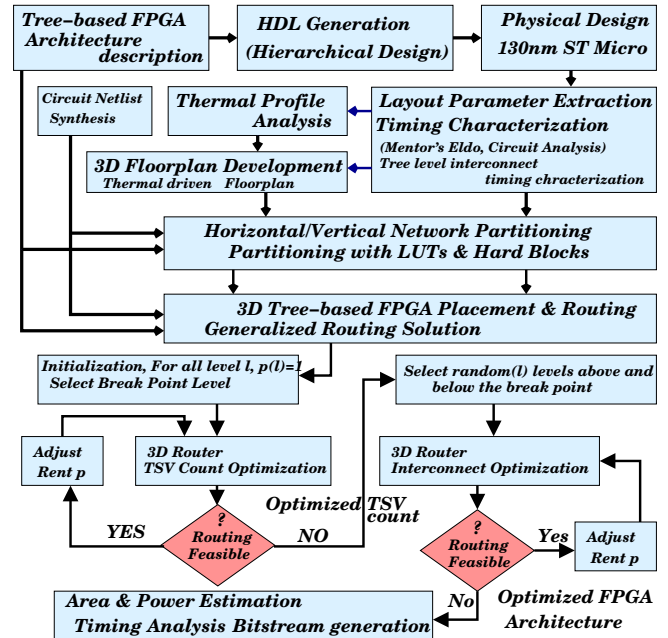 Tree-based FPGA
Architecture
description
HDL Generation
(Hierarchical Design)
Physical Design
130nm ST Micro
Circuit Netlist
Synthesis
Thermal Profile
Analysis
Layout Parameter Extraction
Timing Characterization
(Mentor's Eldo, Circuit Analysis)
Tree level interconnect
timing chracterization
3D Floorplan Development
Thermal driven Floorplan
Horizontal/Vertical Network Partitioning
Partitioning with LUTs & Hard Blocks
3D Tree-based FPGA Placement & Routing
Generalized Routing Solution
Initialization, For all level l, p(l)=1
Select Break Point Level
Select random(l) levels above and
below the break point
Adjust
Rent p
3D Router
TSV Count Optimization
3D Router
Interconnect Optimization
Optimized TSV
count
?
Routing
Feasible
YES
NO
?
Routing
Feasible
Yes
Adjust
Rent p
No
Area & Power Estimation
Timing Analysis Bitstream generation
Optimized FPGA
Architecture